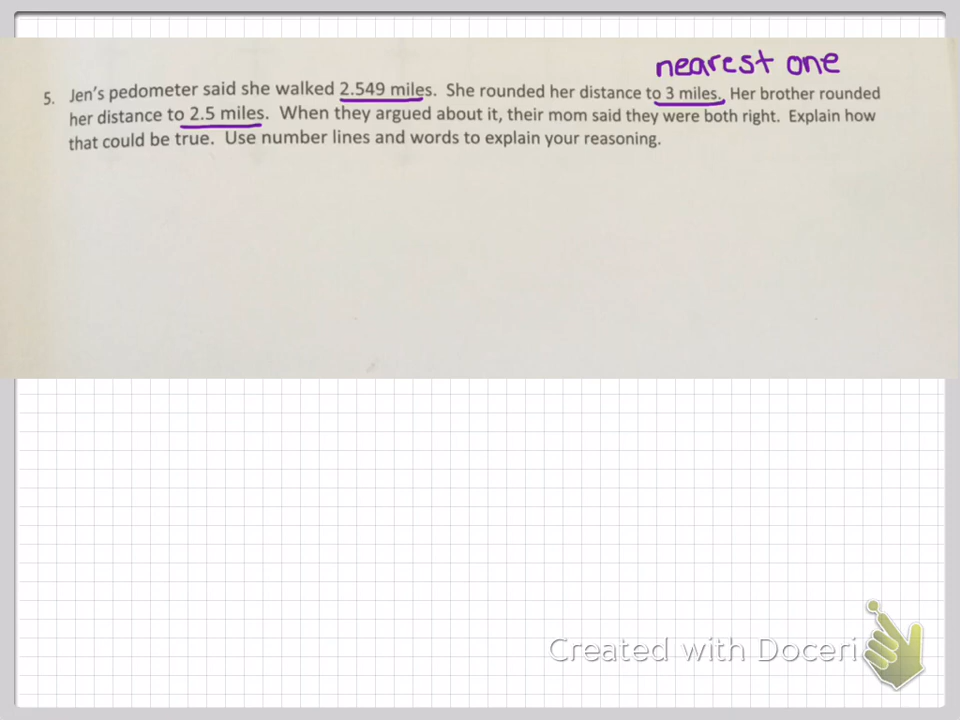 nearest one
5. Jen's pedometer said she walked 2.549 miles. She rounded her distance to 3 miles. Her brother rounded
her distance to 2.5 miles. When they argued about it, their mom said they were both right. Explain how
that could be true. Use number lines and words to explain your reasoning.
Created with Doceri